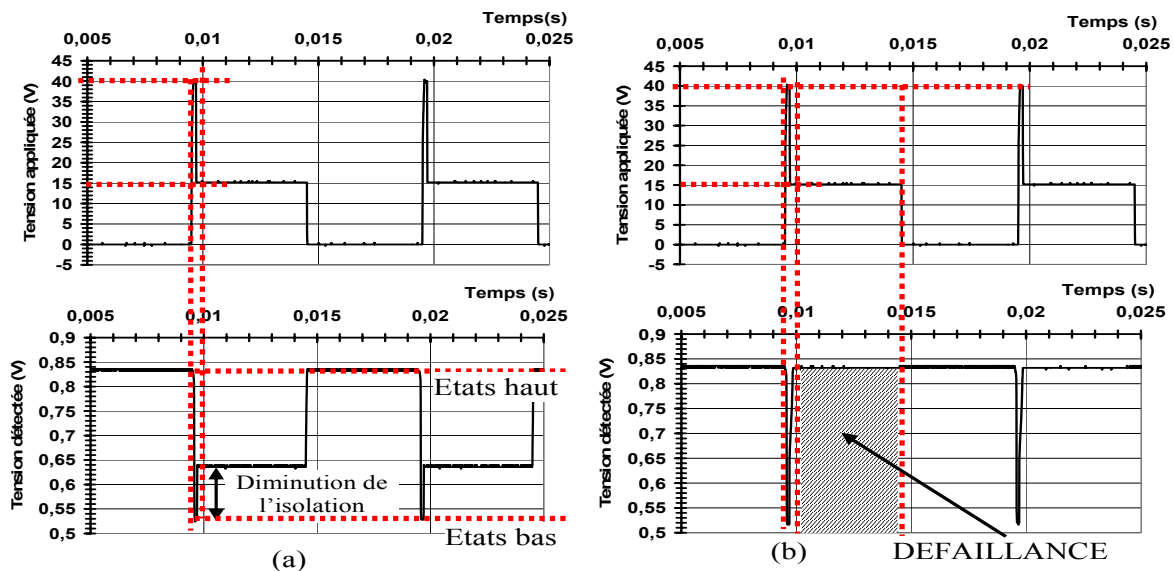 Temps(s)
0,005 0,01 0,015 0,02 0,025
Tension appliquée (V)
45
40
35
30
25
20
15
10
5
0
-5
Temps (s)
0,005 0,01 0,015 0,02 0,025
Tension détectée (V)
0,9
0,85
0,8
0,75
0,7
0,65
0,6
0,55
0,5
Etats haut
Diminution de
l’isolation
Etats bas
(a)
Temps (s)
0,005 0,01 0,015 0,02 0,025
Tension appliquée (V)
45
40
35
30
25
20
15
10
5
0
-5
Temps (s)
0,005 0,01 0,015 0,02 0,025
Tension détectée (V)
0,9
0,85
0,8
0,75
0,7
0,65
0,6
0,55
0,5
(b)
DEFAILLANCE